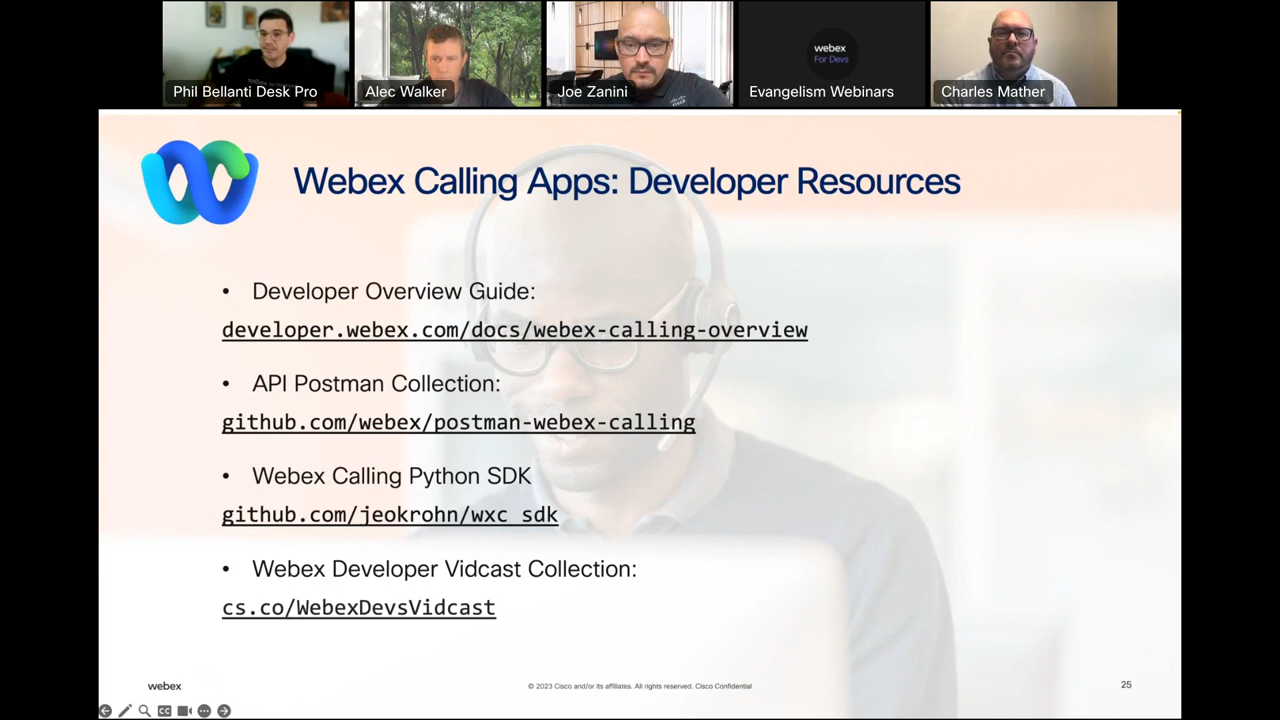 Phil Bellanti Desk Pro
Alec Walker
Joe Zanini
webex
For Devs
Evangelism Webinars
Charles Mather
Webex Calling Apps: Developer Resources
• Developer Overview Guide:
developer.webex.com/docs/webex-calling-overview
• API Postman Collection:
github.com/webex/postman-webex-calling
• Webex Calling Python SDK
github.com/jeokrohn/wxc_sdk
• Webex Developer Vidcast Collection:
cs.co/WebexDevsVidcast
webex
© 2023 Cisco and/or its affiliates. All rights reserved. Cisco Confidential
25
CC